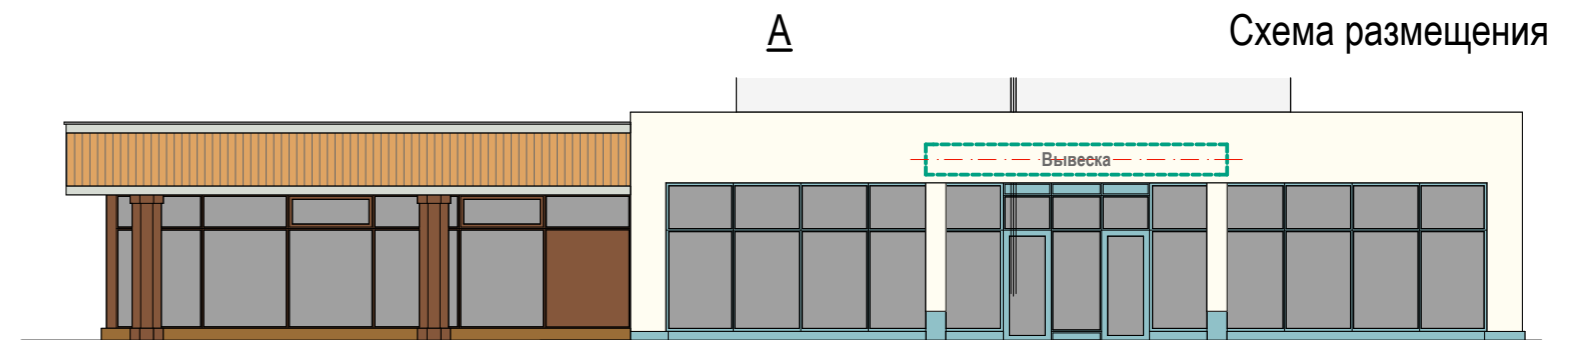 А
Схема размещения
Вывеска